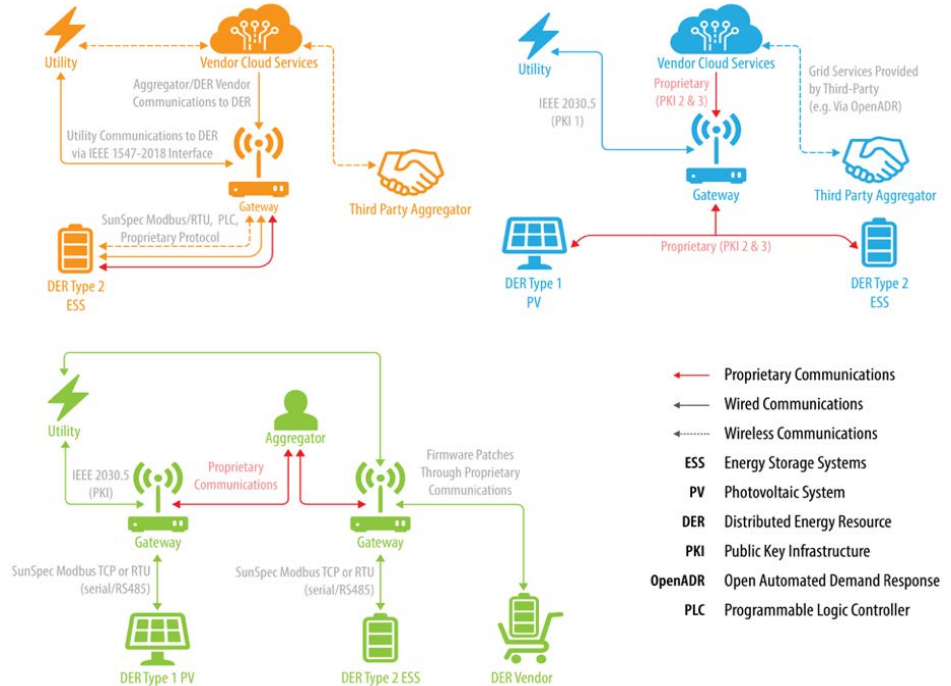 Utility
Vendor Cloud Services
Aggregator/DER Vendor
Communications to DER
Utility Communications to DER
via IEEE 1547-2018 Interface
Gateway
Third Party Aggregator
SunSpec Modbus/RTU, PLC,
Proprietary Protocol
DER Type 2
ESS
Utility
Vendor Cloud Services
IEEE 2030.5
(PKI 1)
Proprietary
(PKI 2 & 3)
Grid Services Provided
by Third-Party
(e.g. Via OpenADR)
Gateway
Third Party Aggregator
Proprietary (PKI 2 & 3)
DER Type 1
PV
DER Type 2
ESS
Utility
Aggregator
IEEE 2030.5
(PKI)
Proprietary
Communications
Firmware Patches
Through Proprietary
Communications
Gateway
Gateway
SunSpec Modbus TCP or RTU
(serial/RS485)
SunSpec Modbus TCP or RTU
(serial/RS485)
DER Type 1 PV
DER Type 2 ESS
DER Vendor
Proprietary Communications
Wired Communications
Wireless Communications
ESS Energy Storage Systems
PV Photovoltaic System
DER Distributed Energy Resource
PKI Public Key Infrastructure
OpenADR Open Automated Demand Response
PLC Programmable Logic Controller